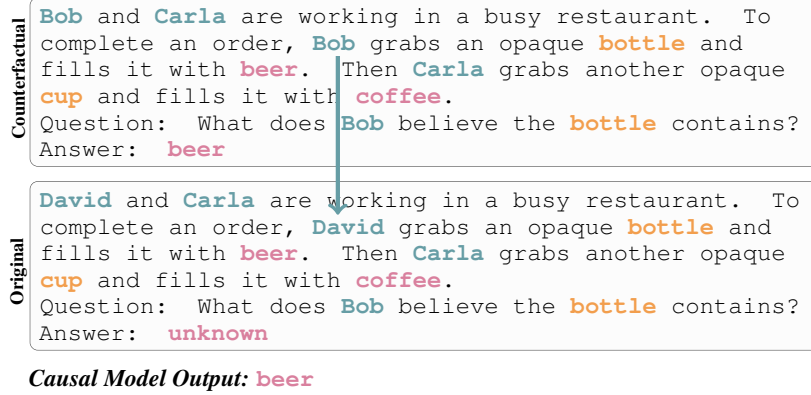 Counterfactual
Bob and Carla are working in a busy restaurant. To
complete an order, Bob grabs an opaque bottle and
fills it with beer. Then Carla grabs another opaque
cup and fills it with coffee.
Question: What does Bob believe the bottle contains?
Answer: beer
Original
David and Carla are working in a busy restaurant. To
complete an order, David grabs an opaque bottle and
fills it with beer. Then Carla grabs another opaque
cup and fills it with coffee.
Question: What does Bob believe the bottle contains?
Answer: unknown
Causal Model Output: beer